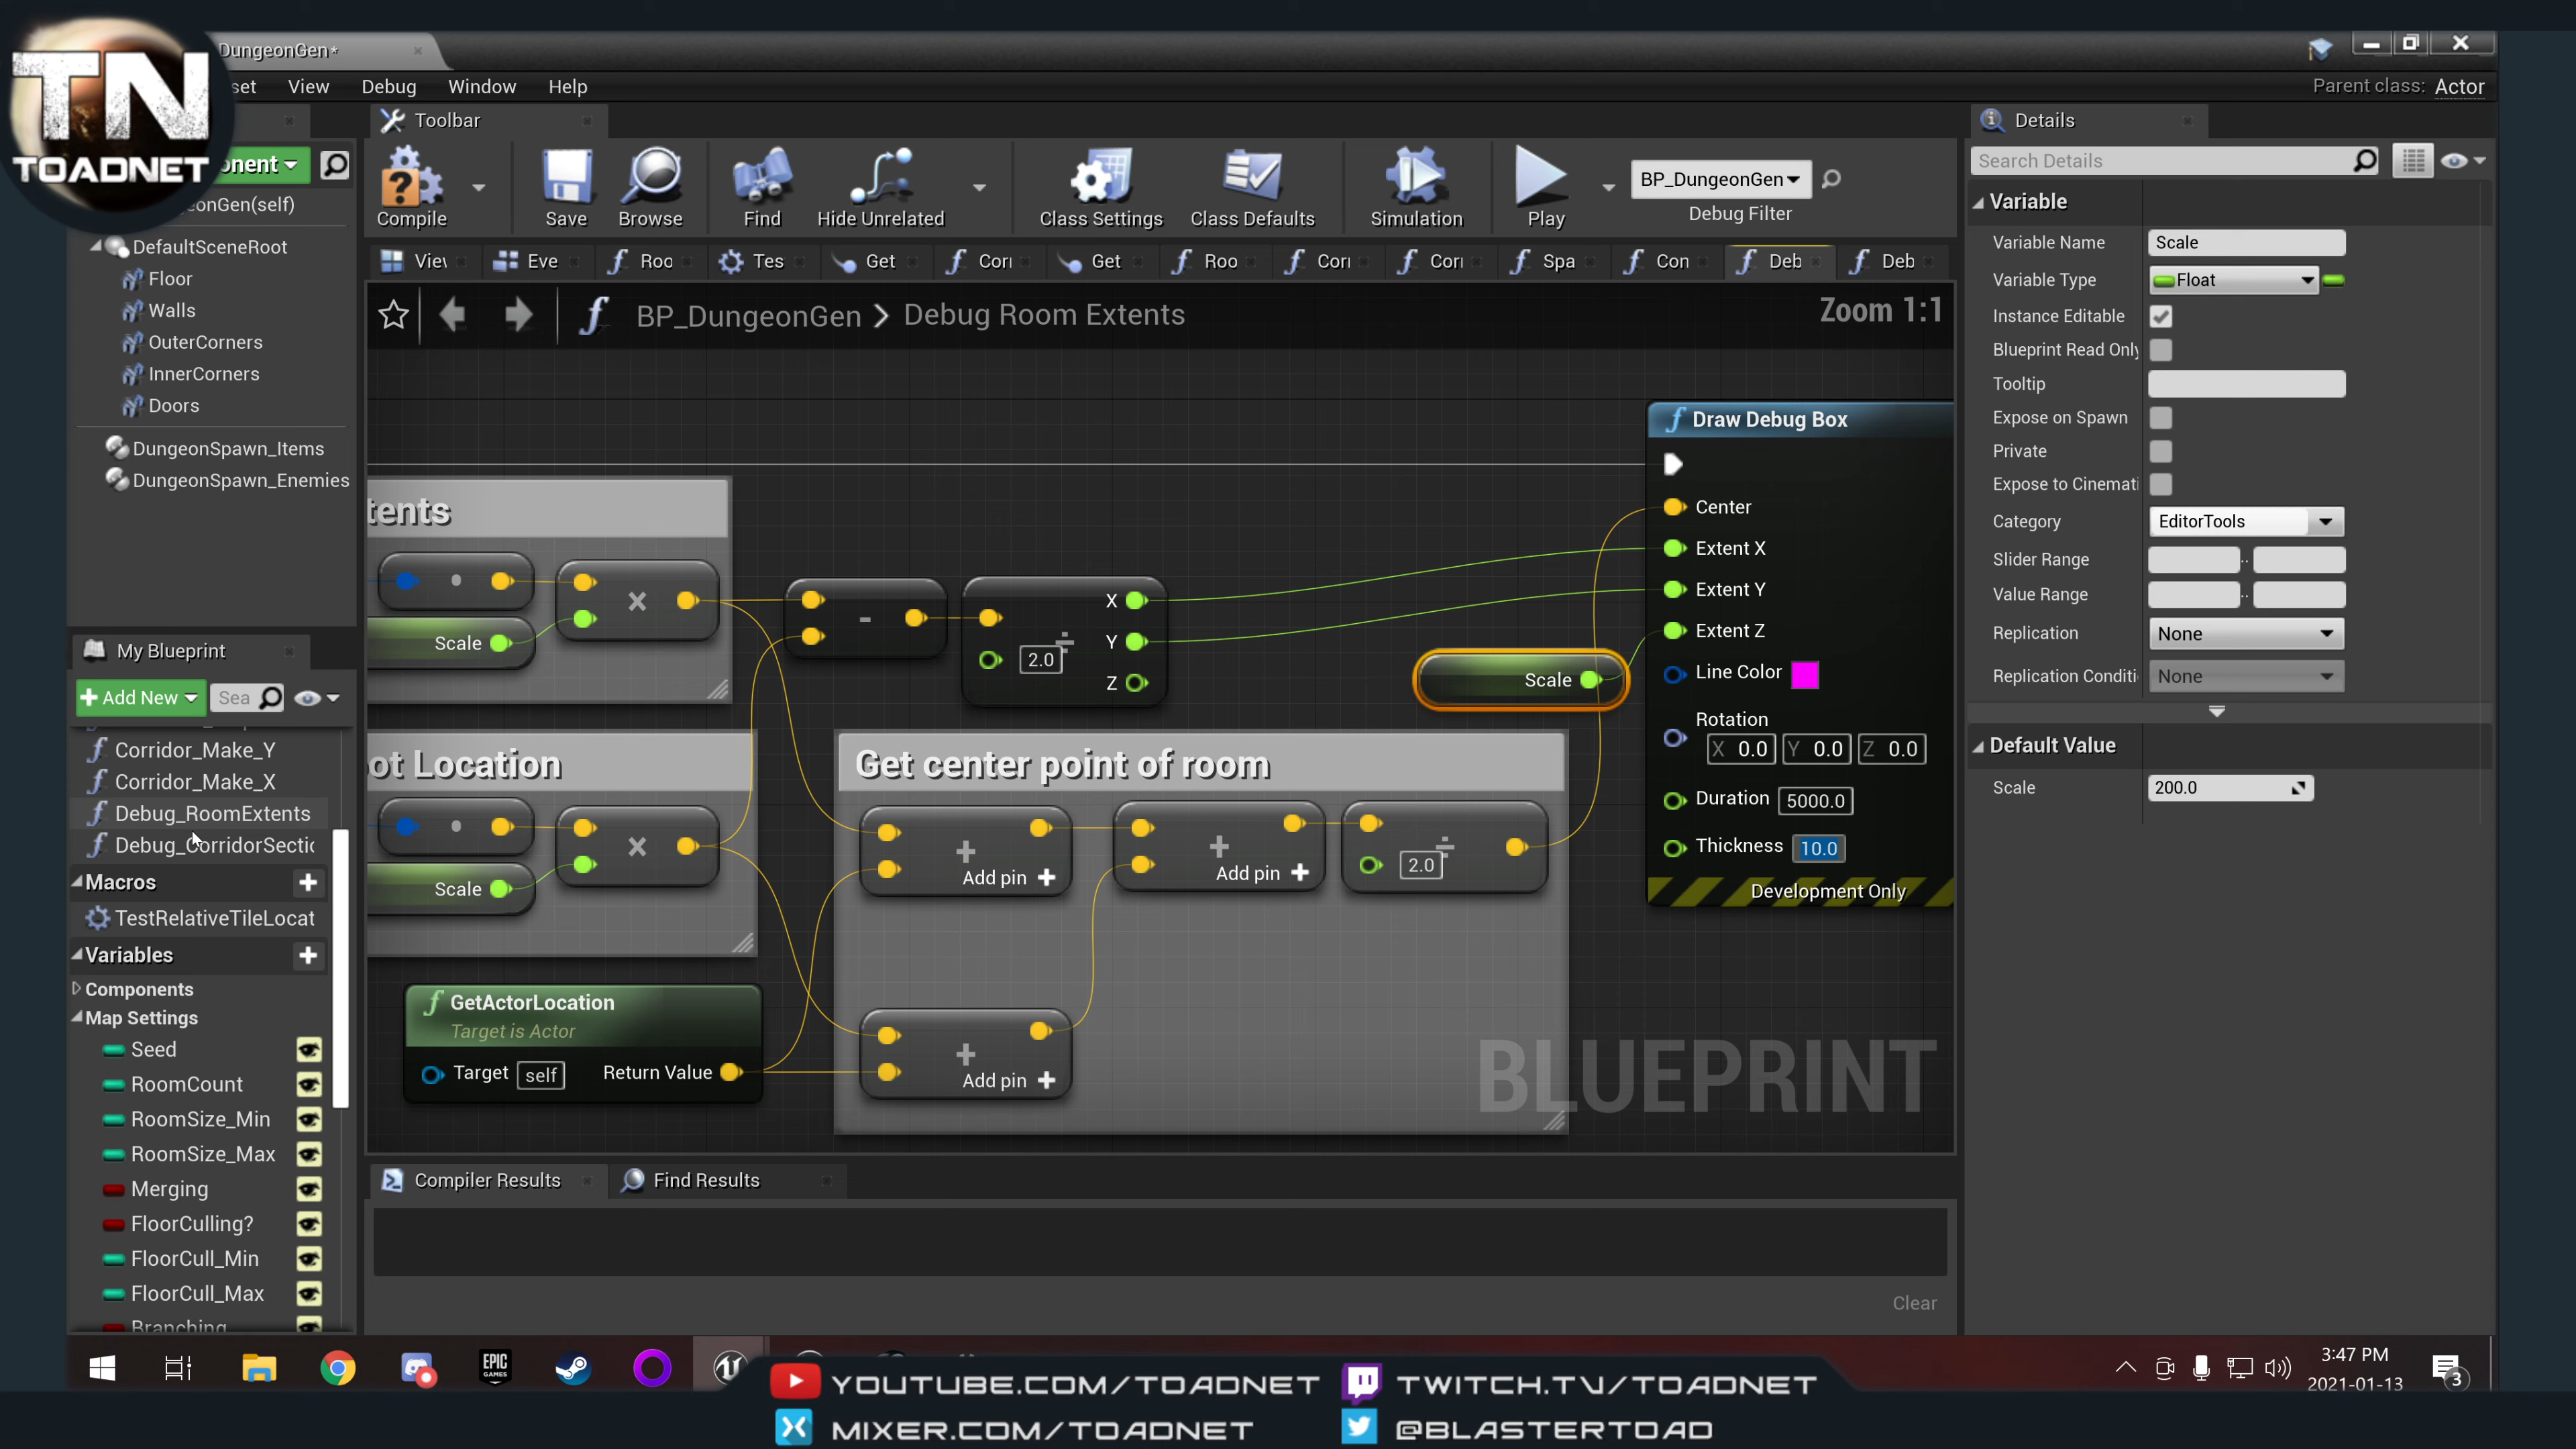 TN
TOADNET
DungeonGen*
set View Debug Window Help
Parent class: Actor
Toolbar
Details
onent
Search Details
eonGen(self)
Compile Save Browse Find Hide Unrelated Class Settings Class Defaults Simulation Play
BP_DungeonGen
Debug Filter
Variable
DefaultSceneRoot
Floor
Walls
OuterCorners
InnerCorners
Doors
DungeonSpawn_Items
DungeonSpawn_Enemies
Viev Eve Roo Tes Get Corr Get Roo Corr Corr Spa Con Deb Deb
BP_DungeonGen > Debug Room Extents
Zoom 1:1
Variable Name Scale
Variable Type Float
Instance Editable
Blueprint Read Only
Tooltip
Expose on Spawn
Private
Expose to Cinemati
Category EditorTools
Slider Range ..
Value Range ..
Replication None
Replication Conditi None
Default Value
Scale 200.0
tents
Scale
X
Y
Z
2.0
Scale
Draw Debug Box
Center
Extent X
Extent Y
Extent Z
Line Color
Rotation
X 0.0 Y 0.0 Z 0.0
Duration 5000.0
Thickness 10.0
Development Only
ot Location
Scale
Get center point of room
Add pin
Add pin
2.0
Add pin
GetActorLocation
Target is Actor
Target self Return Value
BLUEPRINT
My Blueprint
Add New Sea
Corridor_Make_Y
Corridor_Make_X
Debug_RoomExtents
Debug_CorridorSectio
Macros
TestRelativeTileLocat
Variables
Components
Map Settings
Seed
RoomCount
RoomSize_Min
RoomSize_Max
Merging
FloorCulling?
FloorCull_Min
FloorCull_Max
Branching
Compiler Results Find Results
Clear
EPIC
GAMES
3:47 PM
2021-01-13
3
YOUTUBE.COM/TOADNET TWITCH.TV/TOADNET
MIXER.COM/TOADNET @BLASTERTOAD